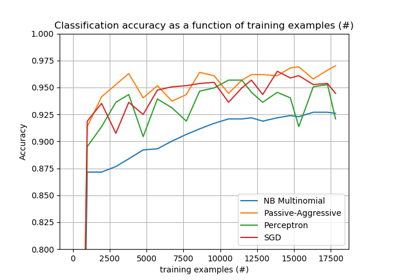 Classification accuracy as a function of training examples (#)
1.000
0.975
0.950
0.925
0.900
0.875
0.850
0.825
0.800
Accuracy
NB Multinomial
Passive-Aggressive
Perceptron
SGD
0 2500 5000 7500 10000 12500 15000 17500
training examples (#)